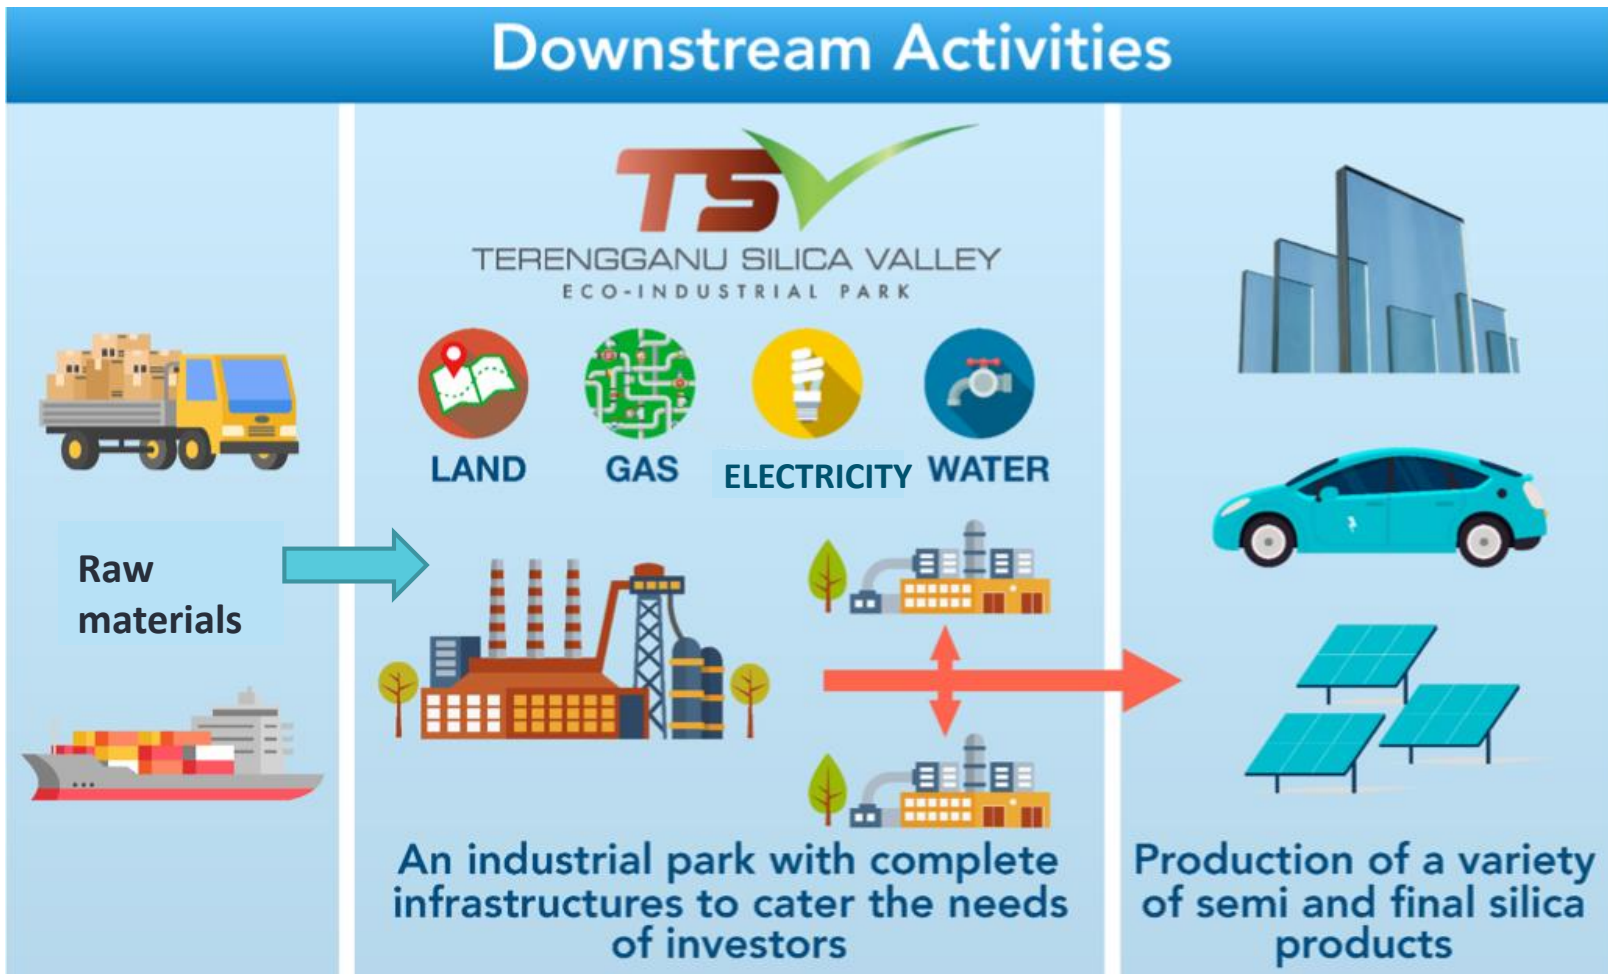 Downstream Activities
TSV
TERENGGANU SILICA VALLEY
ECO-INDUSTRIAL PARK
LAND GAS ELECTRICITY WATER
Raw
materials
An industrial park with complete
infrastructures to cater the needs
of investors
Production of a variety
of semi and final silica
products